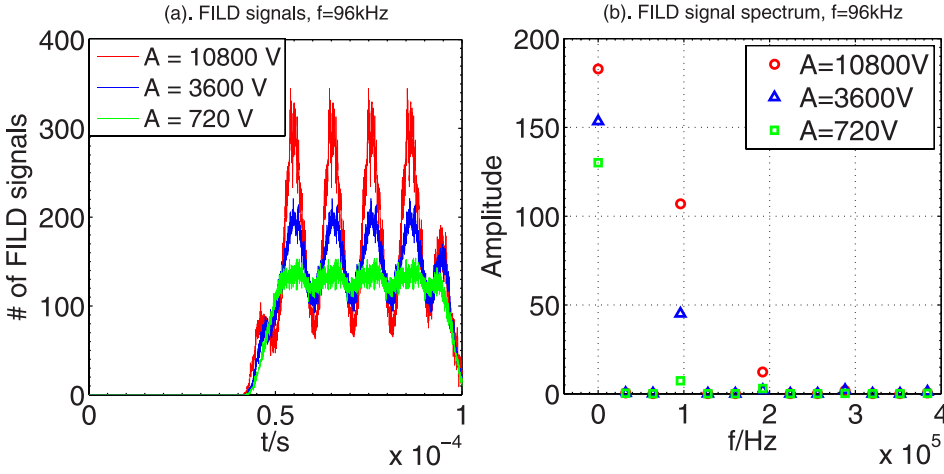 (a). FILD signals, f=96kHz
400
300
200
100
0
# of FILD signals
A = 10800 V
A = 3600 V
A = 720 V
0
0.5
1
t/s
x 10^-4
(b). FILD signal spectrum, f=96kHz
200
150
100
50
0
Amplitude
A=10800V
A=3600V
A=720V
0
1
2
3
4
f/Hz
x 10^5